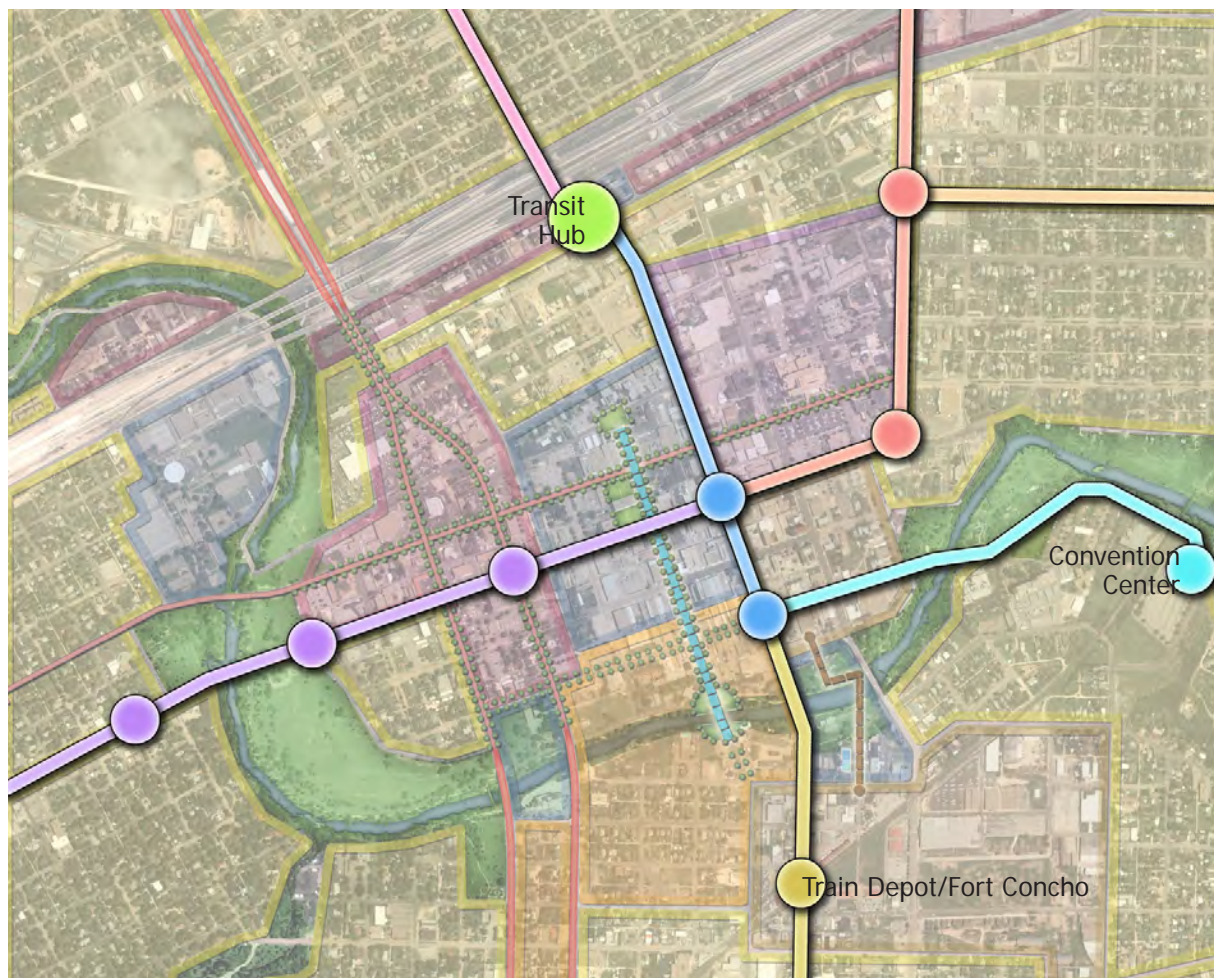 Transit
Hub
Convention
Center
Train Depot/Fort Concho